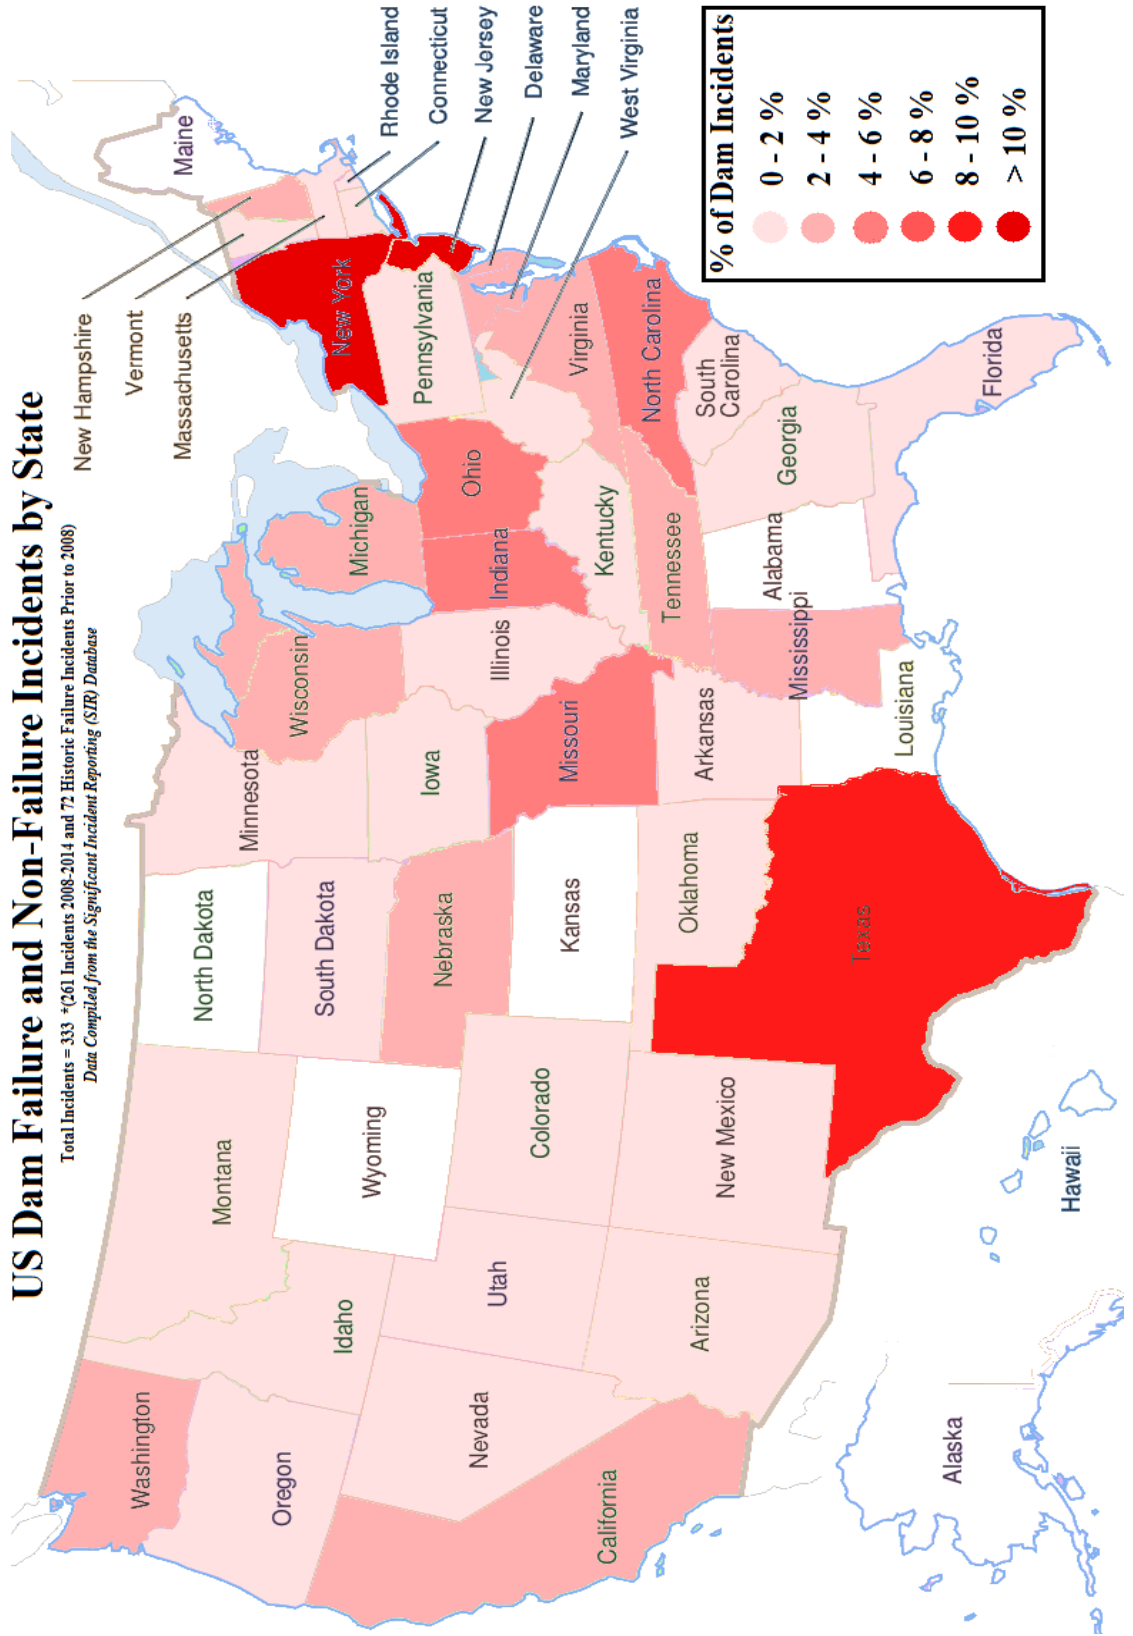 US Dam Failure and Non-Failure Incidents by State
Total Incidents = 333 *(261 Incidents 2008-2014 and 72 Historic Failure Incidents Prior to 2008)
Data Compiled from the Significant Incident Reporting (SIR) Database
New Hampshire
Vermont
Massachusetts
Maine
Rhode Island
Connecticut
New Jersey
Delaware
Maryland
West Virginia
Washington
Oregon
California
Nevada
Idaho
Montana
Wyoming
Utah
Arizona
Colorado
New Mexico
North Dakota
South Dakota
Nebraska
Kansas
Oklahoma
Texas
Minnesota
Iowa
Missouri
Arkansas
Louisiana
Wisconsin
Illinois
Michigan
Indiana
Ohio
Kentucky
Tennessee
Mississippi
Alabama
Georgia
Florida
South
Carolina
North Carolina
Virginia
Pennsylvania
New York
Alaska
Hawaii
% of Dam Incidents
0 - 2 %
2 - 4 %
4 - 6 %
6 - 8 %
8 - 10 %
> 10 %